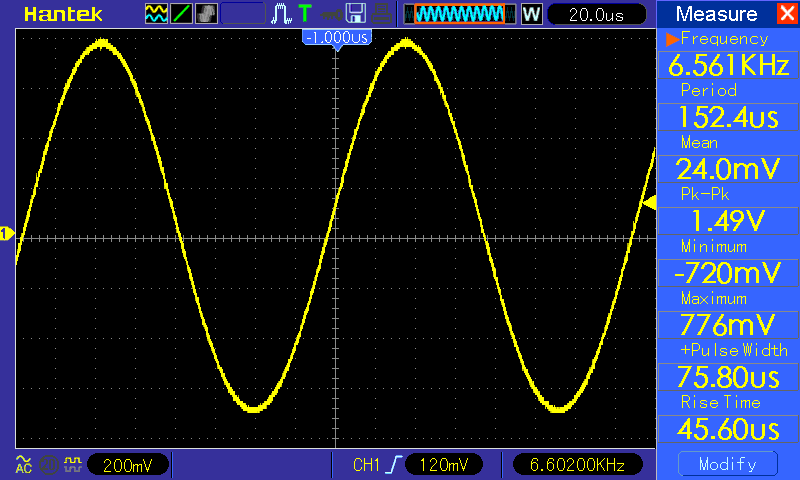 Hantek
T
W
20.0us
Measure
-1.000us
Frequency
6.561KHz
Period
152.4us
Mean
24.0mV
Pk-Pk
1.49V
Minimum
-720mV
Maximum
776mV
+Pulse Width
75.80us
Rise Time
45.60us
Modify
1
AC
200mV
CH1
120mV
6.60200KHz